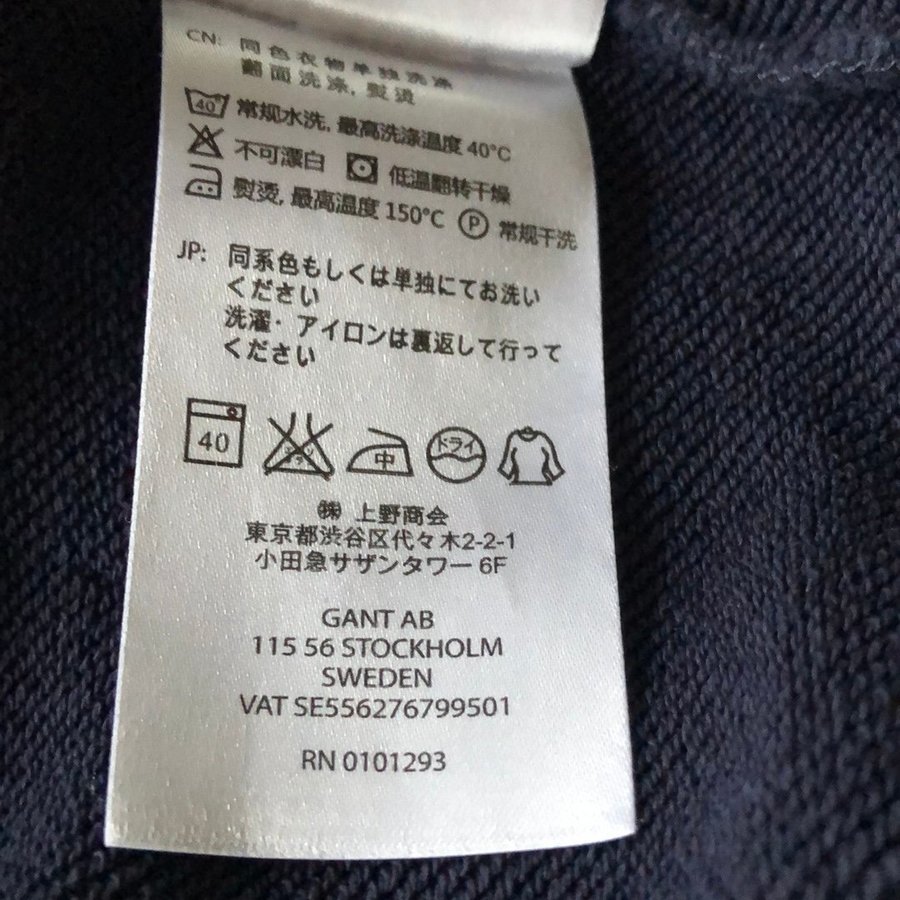 CN: 同色衣物单独洗涤
翻面洗涤, 熨烫
40 常规水洗, 最高洗涤温度 40°C
不可漂白 低温翻转干燥
熨烫, 最高温度 150°C P 常规干洗
JP: 同系色もしくは単独にてお洗い
ください
洗濯・アイロンは裏返して行って
ください
40 中 ドライ
㈱ 上野商会
東京都渋谷区代々木2-2-1
小田急サザンタワー 6F
GANT AB
115 56 STOCKHOLM
SWEDEN
VAT SE556276799501
RN 0101293